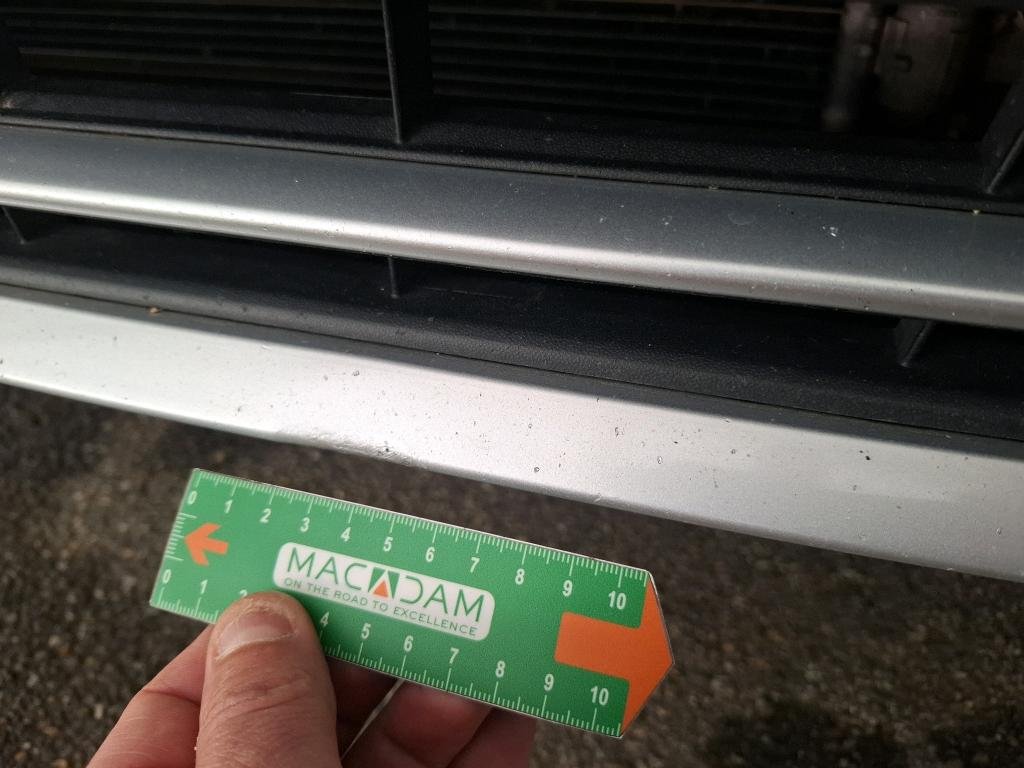 0 1 2 3 4 5 6 7 8 9 10
MACADAM
ON THE ROAD TO EXCELLENCE
0 1 2 4 5 6 7 8 9 10